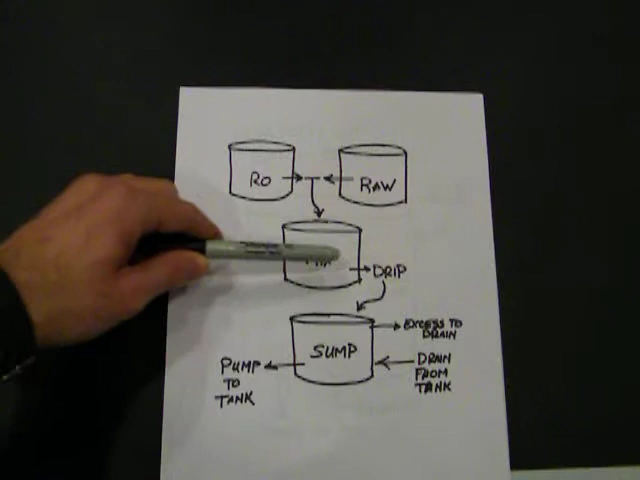 RO
RAW
DRIP
SUMP
EXCESS TO
DRAIN
PUMP
TO
TANK
DRAIN
FROM
TANK